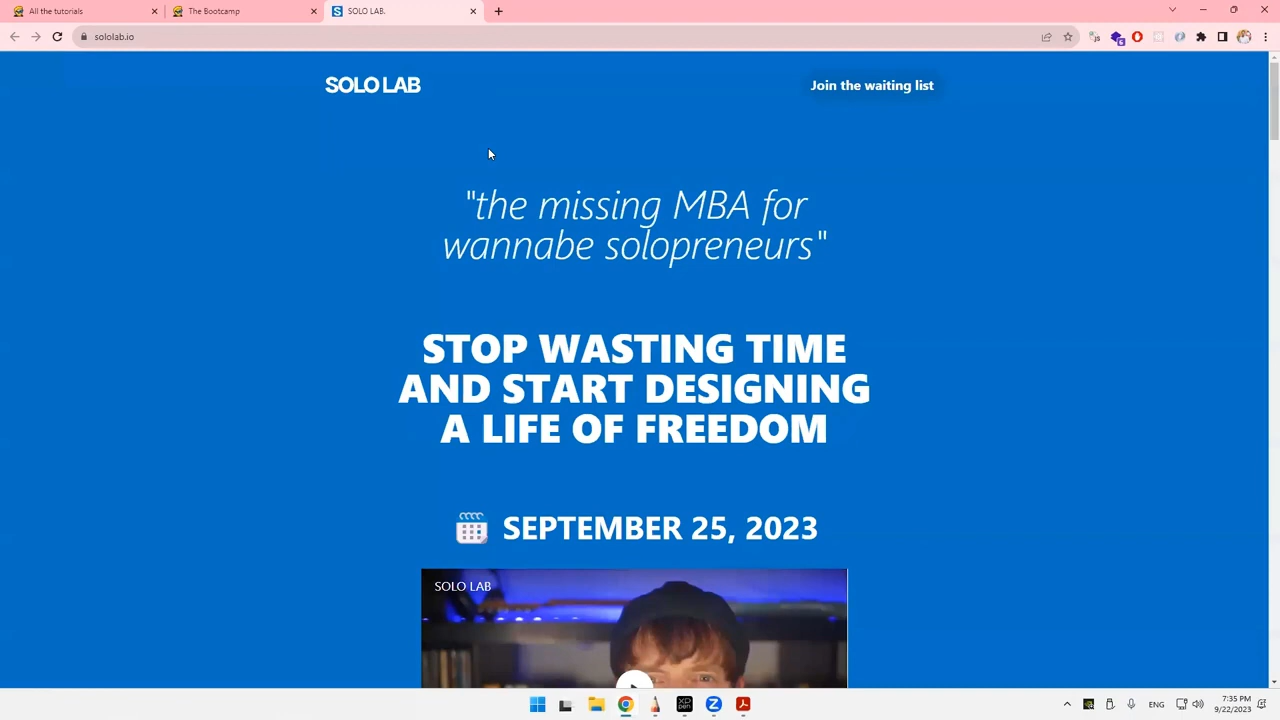 All the tutorials
The Bootcamp
SOLO LAB.
sololab.io
SOLO LAB
Join the waiting list
"the missing MBA for
wannabe solopreneurs"
STOP WASTING TIME
AND START DESIGNING
A LIFE OF FREEDOM
SEPTEMBER 25, 2023
SOLO LAB
ENG
7:35 PM
9/22/2023